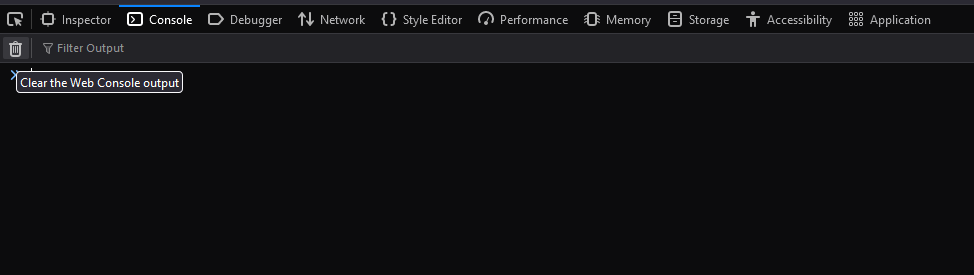 Inspector Console Debugger Network Style Editor Performance Memory Storage Accessibility Application
Filter Output
Clear the Web Console output